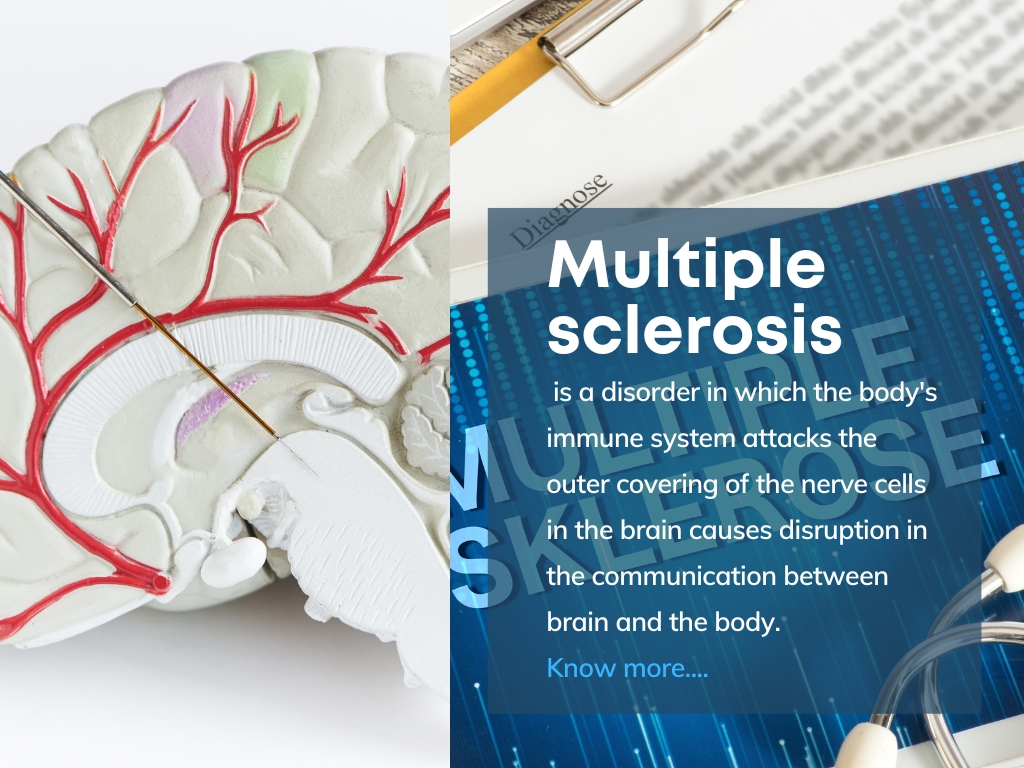 Diagnose
Multiple
sclerosis
is a disorder in which the body's
immune system attacks the
outer covering of the nerve cells
in the brain causes disruption in
the communication between
brain and the body.
Know more....
MULTIPLE
SKLEROSE